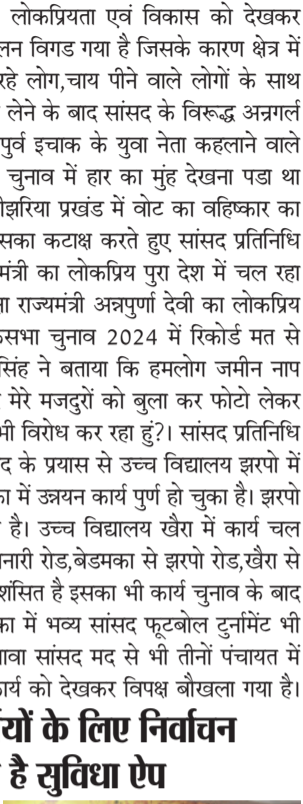 लोकप्रियता एवं विकास को देखकर
लन विगड गया है जिसके कारण क्षेत्र में
रहे लोग,चाय पीने वाले लोगों के साथ
लेने के बाद सांसद के विरूद्ध अन्रगर्ल
पुर्व इचाक के युवा नेता कहलाने वाले
चुनाव में हार का मुंह देखना पडा था
झरिया प्रखंड में वोट का वहिष्कार का
सका कटाक्ष करते हुए सांसद प्रतिनिधि
मंत्री का लोकप्रिय पुरा देश में चल रहा
राज्यमंत्री अन्नपुर्णा देवी का लोकप्रिय
सभा चुनाव 2024 में रिकोर्ड मत से
सिंह ने बताया कि हमलोग जमीन नाप
मेरे मजदुरों को बुला कर फोटो लेकर
भी विरोध कर रहा हुं?। सांसद प्रतिनिधि
द के प्रयास से उच्च विद्यालय झरपो में
में उन्नयन कार्य पुर्ण हो चुका है। झरपो
है। उच्च विद्यालय खैरा में कार्य चल
नारी रोड,बेडमका से झरपो रोड,खैरा से
शंसित है इसका भी कार्य चुनाव के बाद
का में भव्य सांसद फूटबोल टुर्नामेंट भी
ावा सांसद मद से भी तीनों पंचायत में
ार्य को देखकर विपक्ष बौखला गया है।
र्यों के लिए निर्वाचन
है सुविधा ऐप